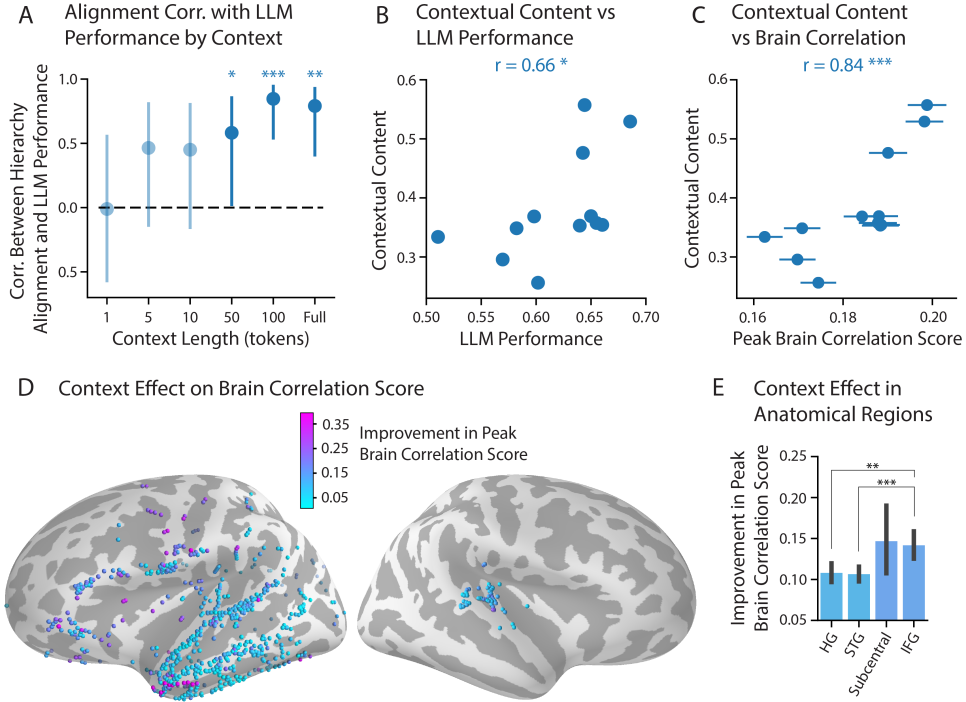 A
Alignment Corr. with LLM
Performance by Context
Corr. Between Hierarchy
Alignment and LLM Performance
1.0
0.5
0.0
0.5
*
***
**
1
5
10
50
100
Full
Context Length (tokens)
B
Contextual Content vs
LLM Performance
r = 0.66 *
Contextual Content
0.6
0.5
0.4
0.3
0.50
0.55
0.60
0.65
0.70
LLM Performance
C
Contextual Content
vs Brain Correlation
r = 0.84 ***
Contextual Content
0.6
0.5
0.4
0.3
0.16
0.18
0.20
Peak Brain Correlation Score
D
Context Effect on Brain Correlation Score
0.35
0.25
0.15
0.05
Improvement in Peak
Brain Correlation Score
E
Context Effect in
Anatomical Regions
Improvement in Peak
Brain Correlation Score
0.25
0.20
0.15
0.10
0.05
**
***
HG
STG
Subcentral
IFG